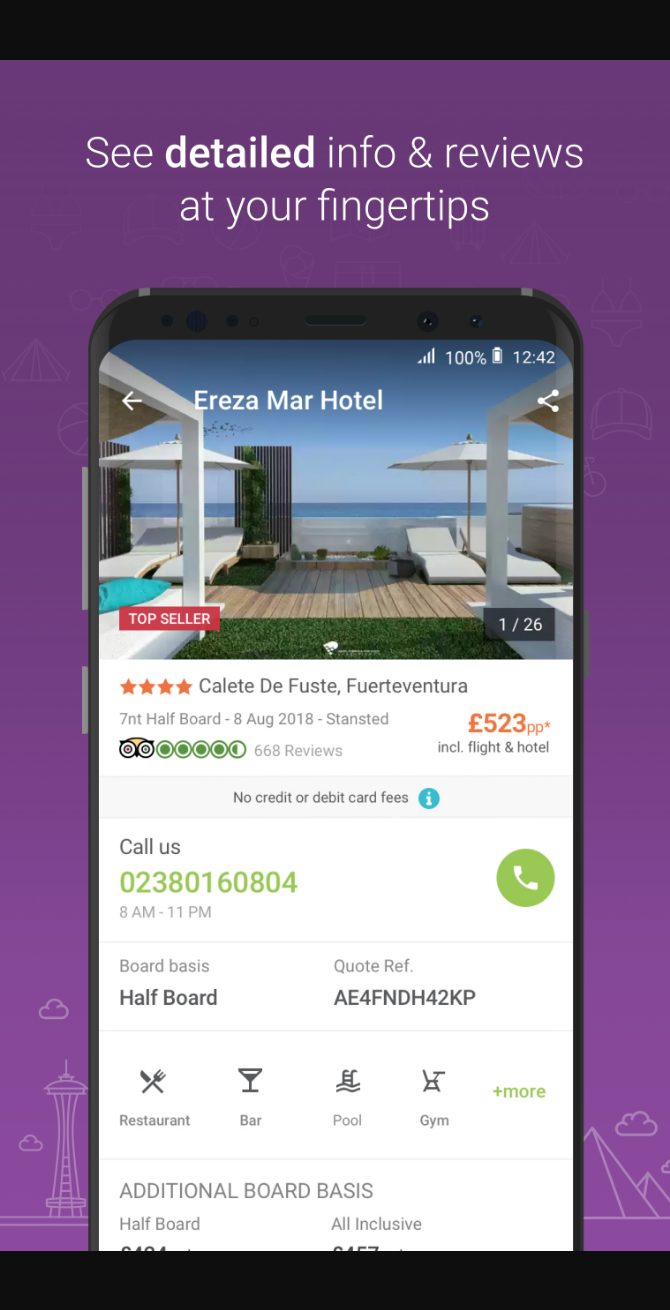 See detailed info & reviews
at your fingertips
100% 12:42
Ereza Mar Hotel
TOP SELLER
1 / 26
Calete De Fuste, Fuerteventura
7nt Half Board - 8 Aug 2018 - Stansted
£523pp*
668 Reviews
incl. flight & hotel
No credit or debit card fees
Call us
02380160804
8 AM - 11 PM
Board basis
Quote Ref.
Half Board
AE4FNDH42KP
Restaurant
Bar
Pool
Gym
+more
ADDITIONAL BOARD BASIS
Half Board
All Inclusive